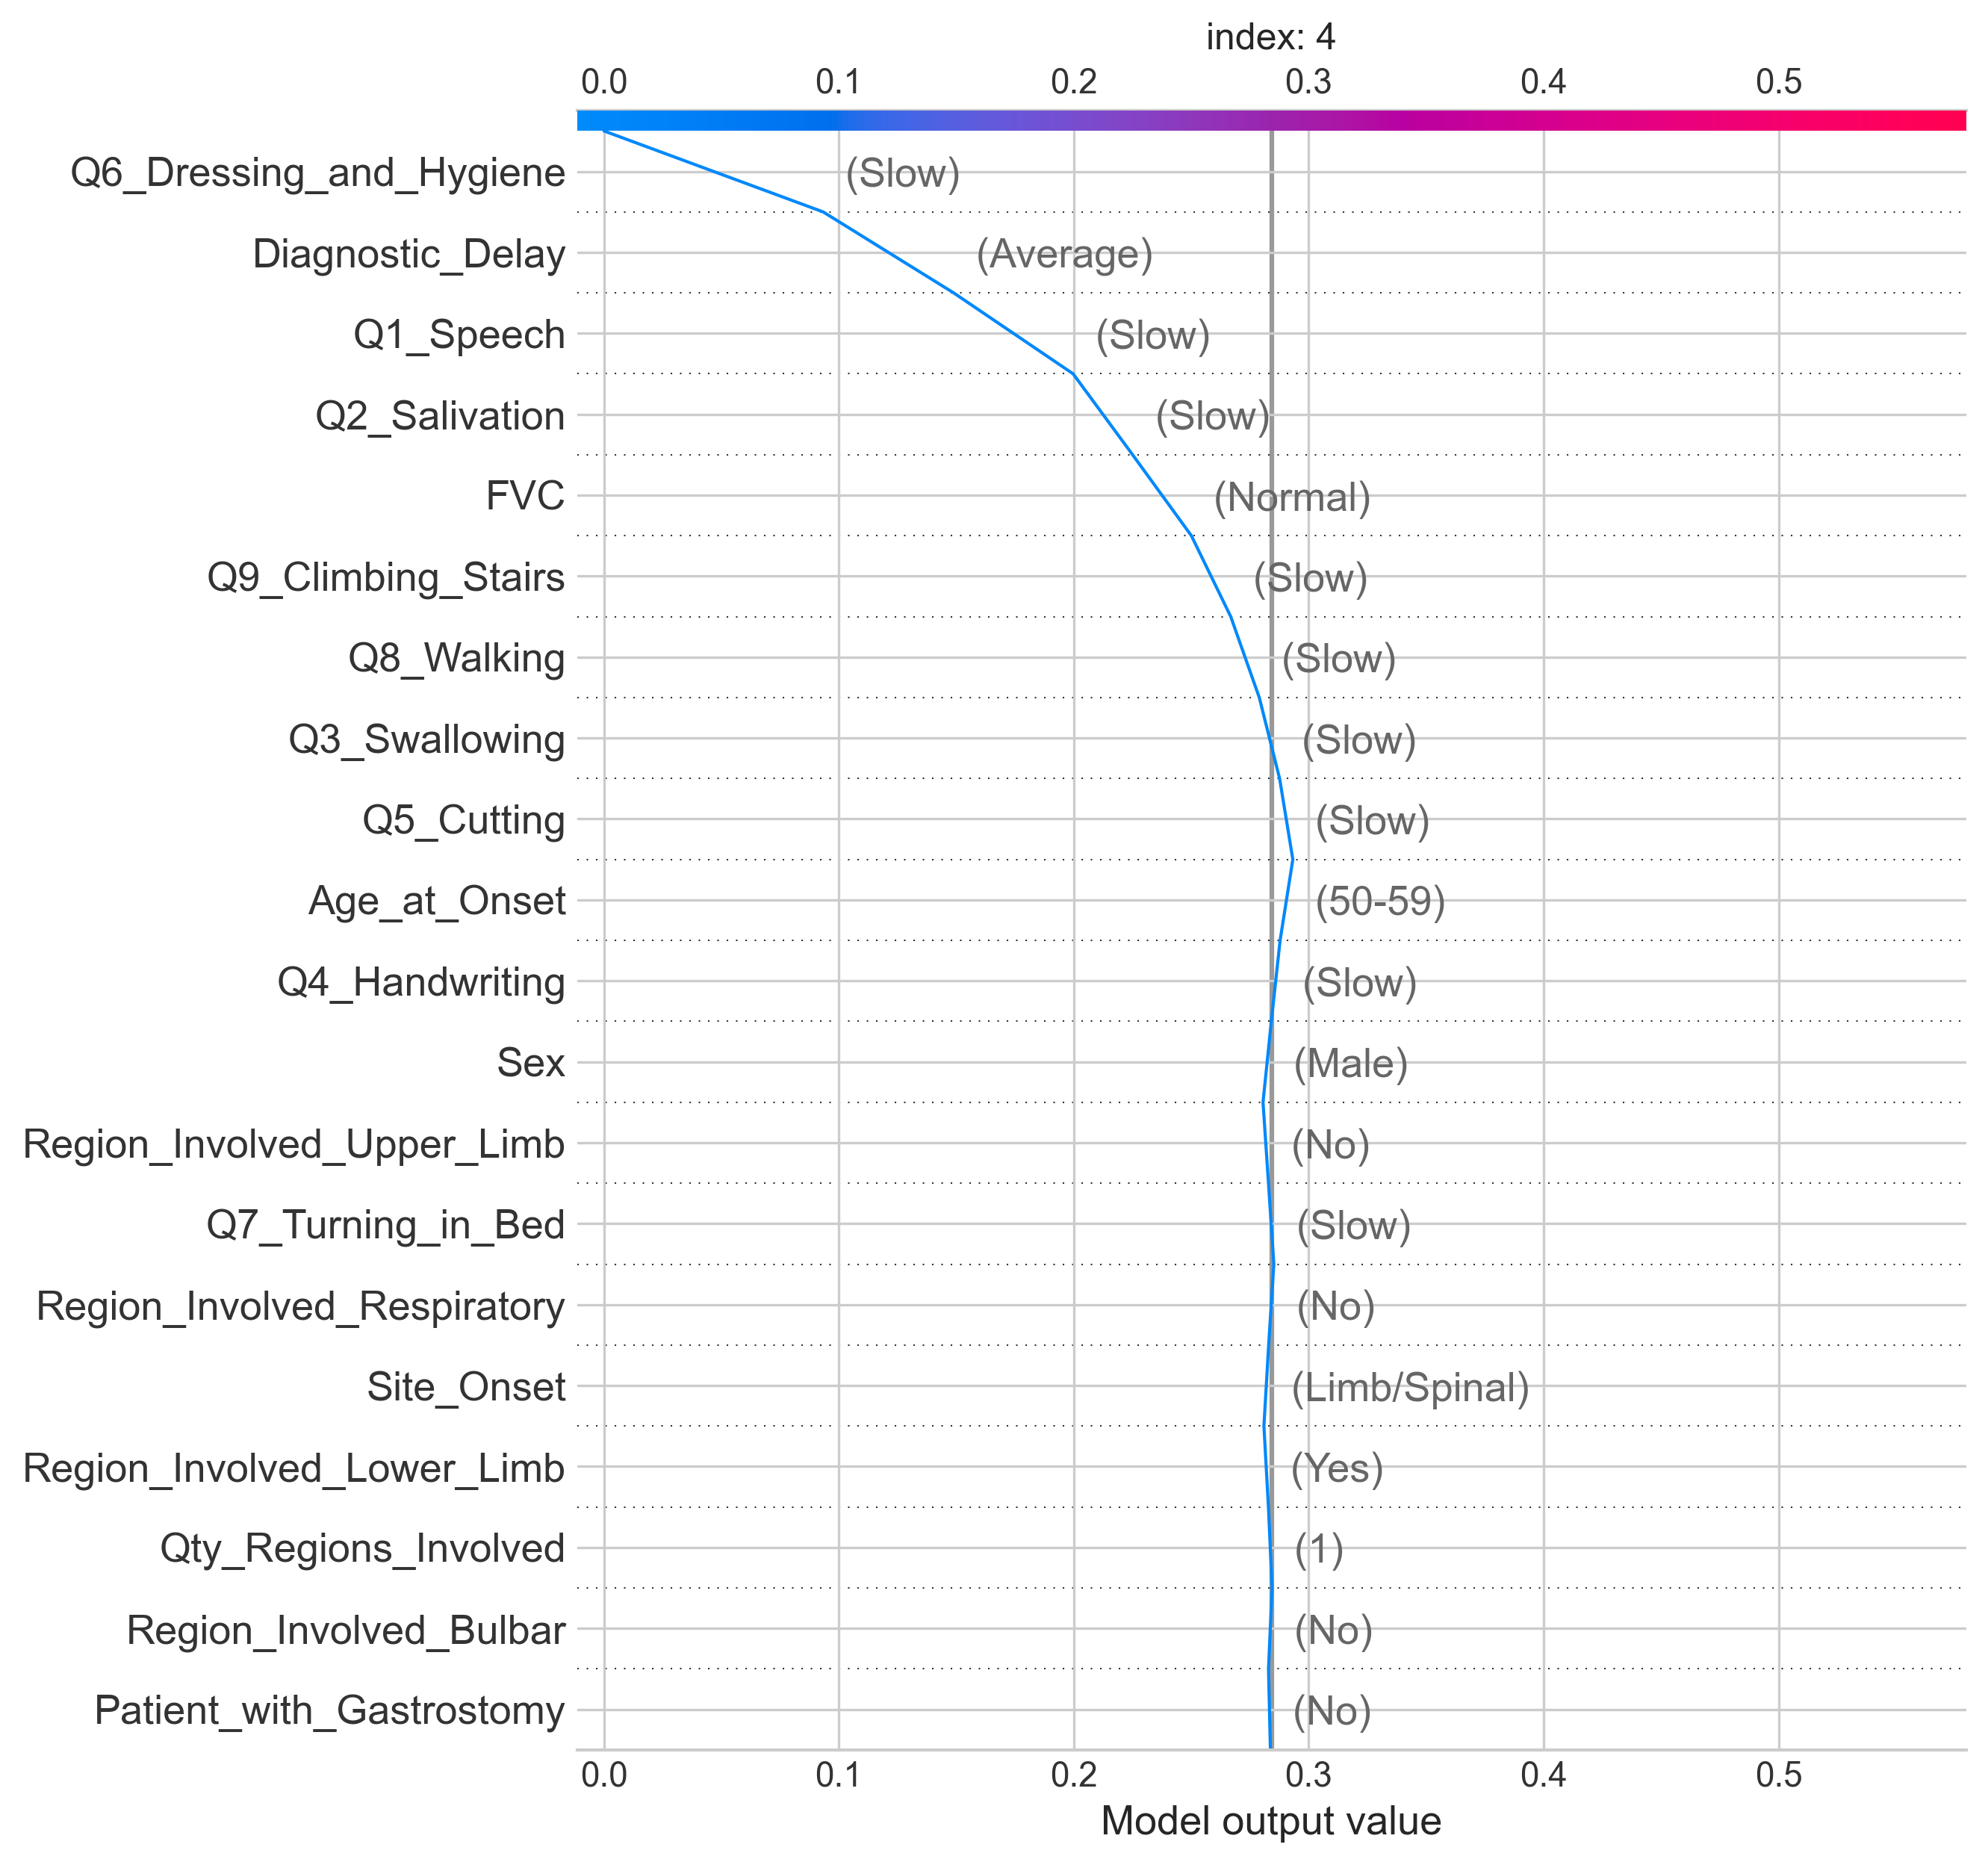 index: 4
0.0 0.1 0.2 0.3 0.4 0.5
Q6_Dressing_and_Hygiene (Slow)
Diagnostic_Delay (Average)
Q1_Speech (Slow)
Q2_Salivation (Slow)
FVC (Normal)
Q9_Climbing_Stairs (Slow)
Q8_Walking (Slow)
Q3_Swallowing (Slow)
Q5_Cutting (Slow)
Age_at_Onset (50-59)
Q4_Handwriting (Slow)
Sex (Male)
Region_Involved_Upper_Limb (No)
Q7_Turning_in_Bed (Slow)
Region_Involved_Respiratory (No)
Site_Onset (Limb/Spinal)
Region_Involved_Lower_Limb (Yes)
Qty_Regions_Involved (1)
Region_Involved_Bulbar (No)
Patient_with_Gastrostomy (No)
0.0 0.1 0.2 0.3 0.4 0.5
Model output value